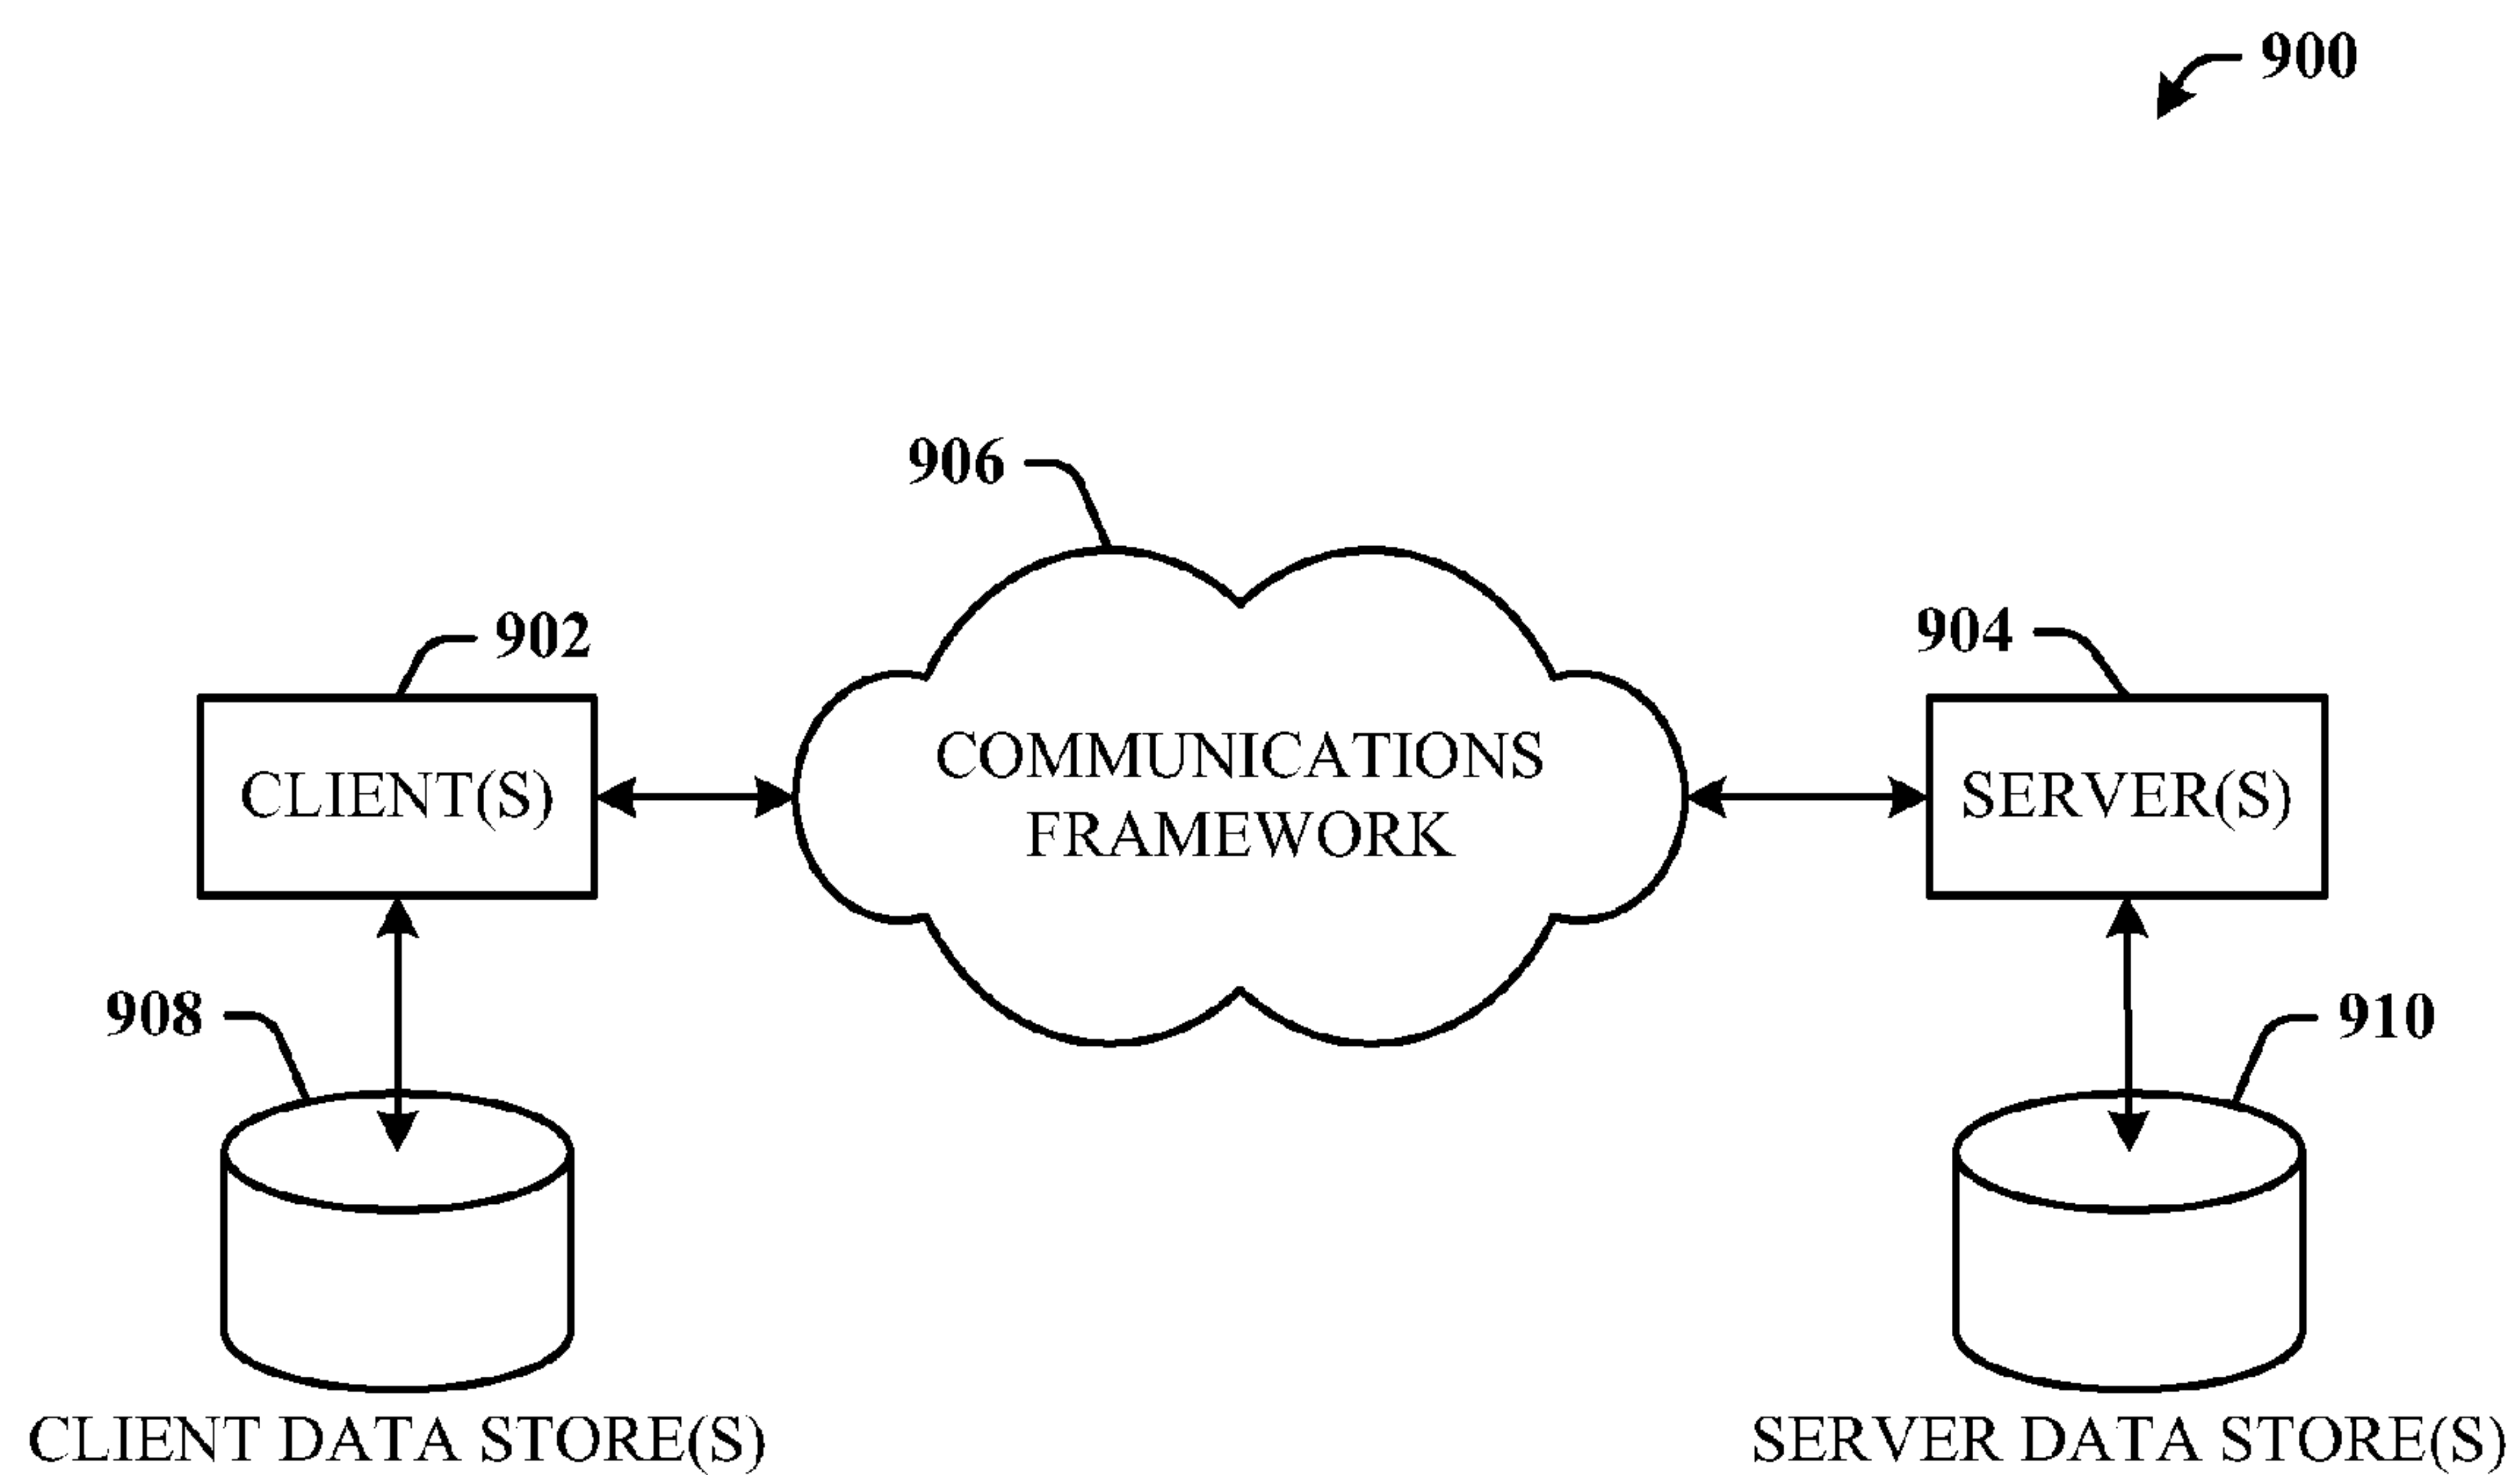 900
906
902
904
COMMUNICATIONS
FRAMEWORK
CLIENT(S)
SERVER(S)
908
910
CLIENT DATA STORE(S)
SERVER DATA STORE(S)